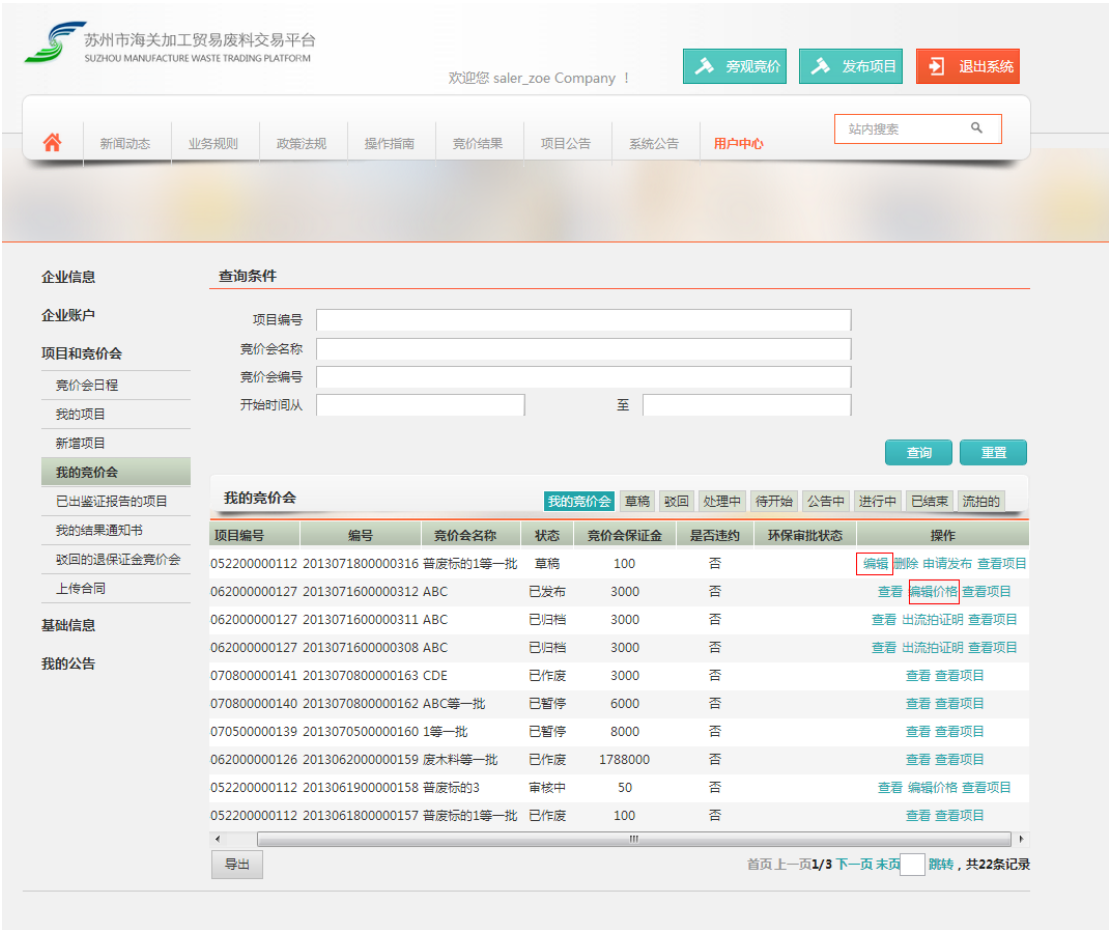 苏州市海关加工贸易废料交易平台
SUZHOU MANUFACTURE WASTE TRADING PLATFORM
欢迎您 saler_zoe Company ！
旁观竞价 发布项目 退出系统
新闻动态 业务规则 政策法规 操作指南 竞价结果 项目公告 系统公告 用户中心 站内搜索
企业信息
企业账户
项目和竞价会
竞价会日程
我的项目
新增项目
我的竞价会
已出鉴证报告的项目
我的结果通知书
驳回的退保证金竞价会
上传合同
基础信息
我的公告
查询条件
项目编号
竞价会名称
竞价会编号
开始时间从 至
查询 重置
我的竞价会 我的竞价会 草稿 驳回 处理中 待开始 公告中 进行中 已结束 流拍的
项目编号 编号 竞价会名称 状态 竞价会保证金 是否违约 环保审批状态 操作
052200000112 2013071800000316 普废标的1等一批 草稿 100 否 编辑 删除 申请发布 查看项目
062000000127 2013071600000312 ABC 已发布 3000 否 查看 编辑价格 查看项目
062000000127 2013071600000311 ABC 已归档 3000 否 查看 出流拍证明 查看项目
062000000127 2013071600000308 ABC 已归档 3000 否 查看 出流拍证明 查看项目
070800000141 2013070800000163 CDE 已作废 3000 否 查看 查看项目
070800000140 2013070800000162 ABC等一批 已暂停 6000 否 查看 查看项目
070500000139 2013070500000160 1等一批 已暂停 8000 否 查看 查看项目
062000000126 2013062000000159 废木料等一批 已作废 1788000 否 查看 查看项目
052200000112 2013061900000158 普废标的3 审核中 50 否 查看 编辑价格 查看项目
052200000112 2013061800000157 普废标的1等一批 已作废 100 否 查看 查看项目
导出 首页 上一页1/3 下一页 末页 跳转，共22条记录